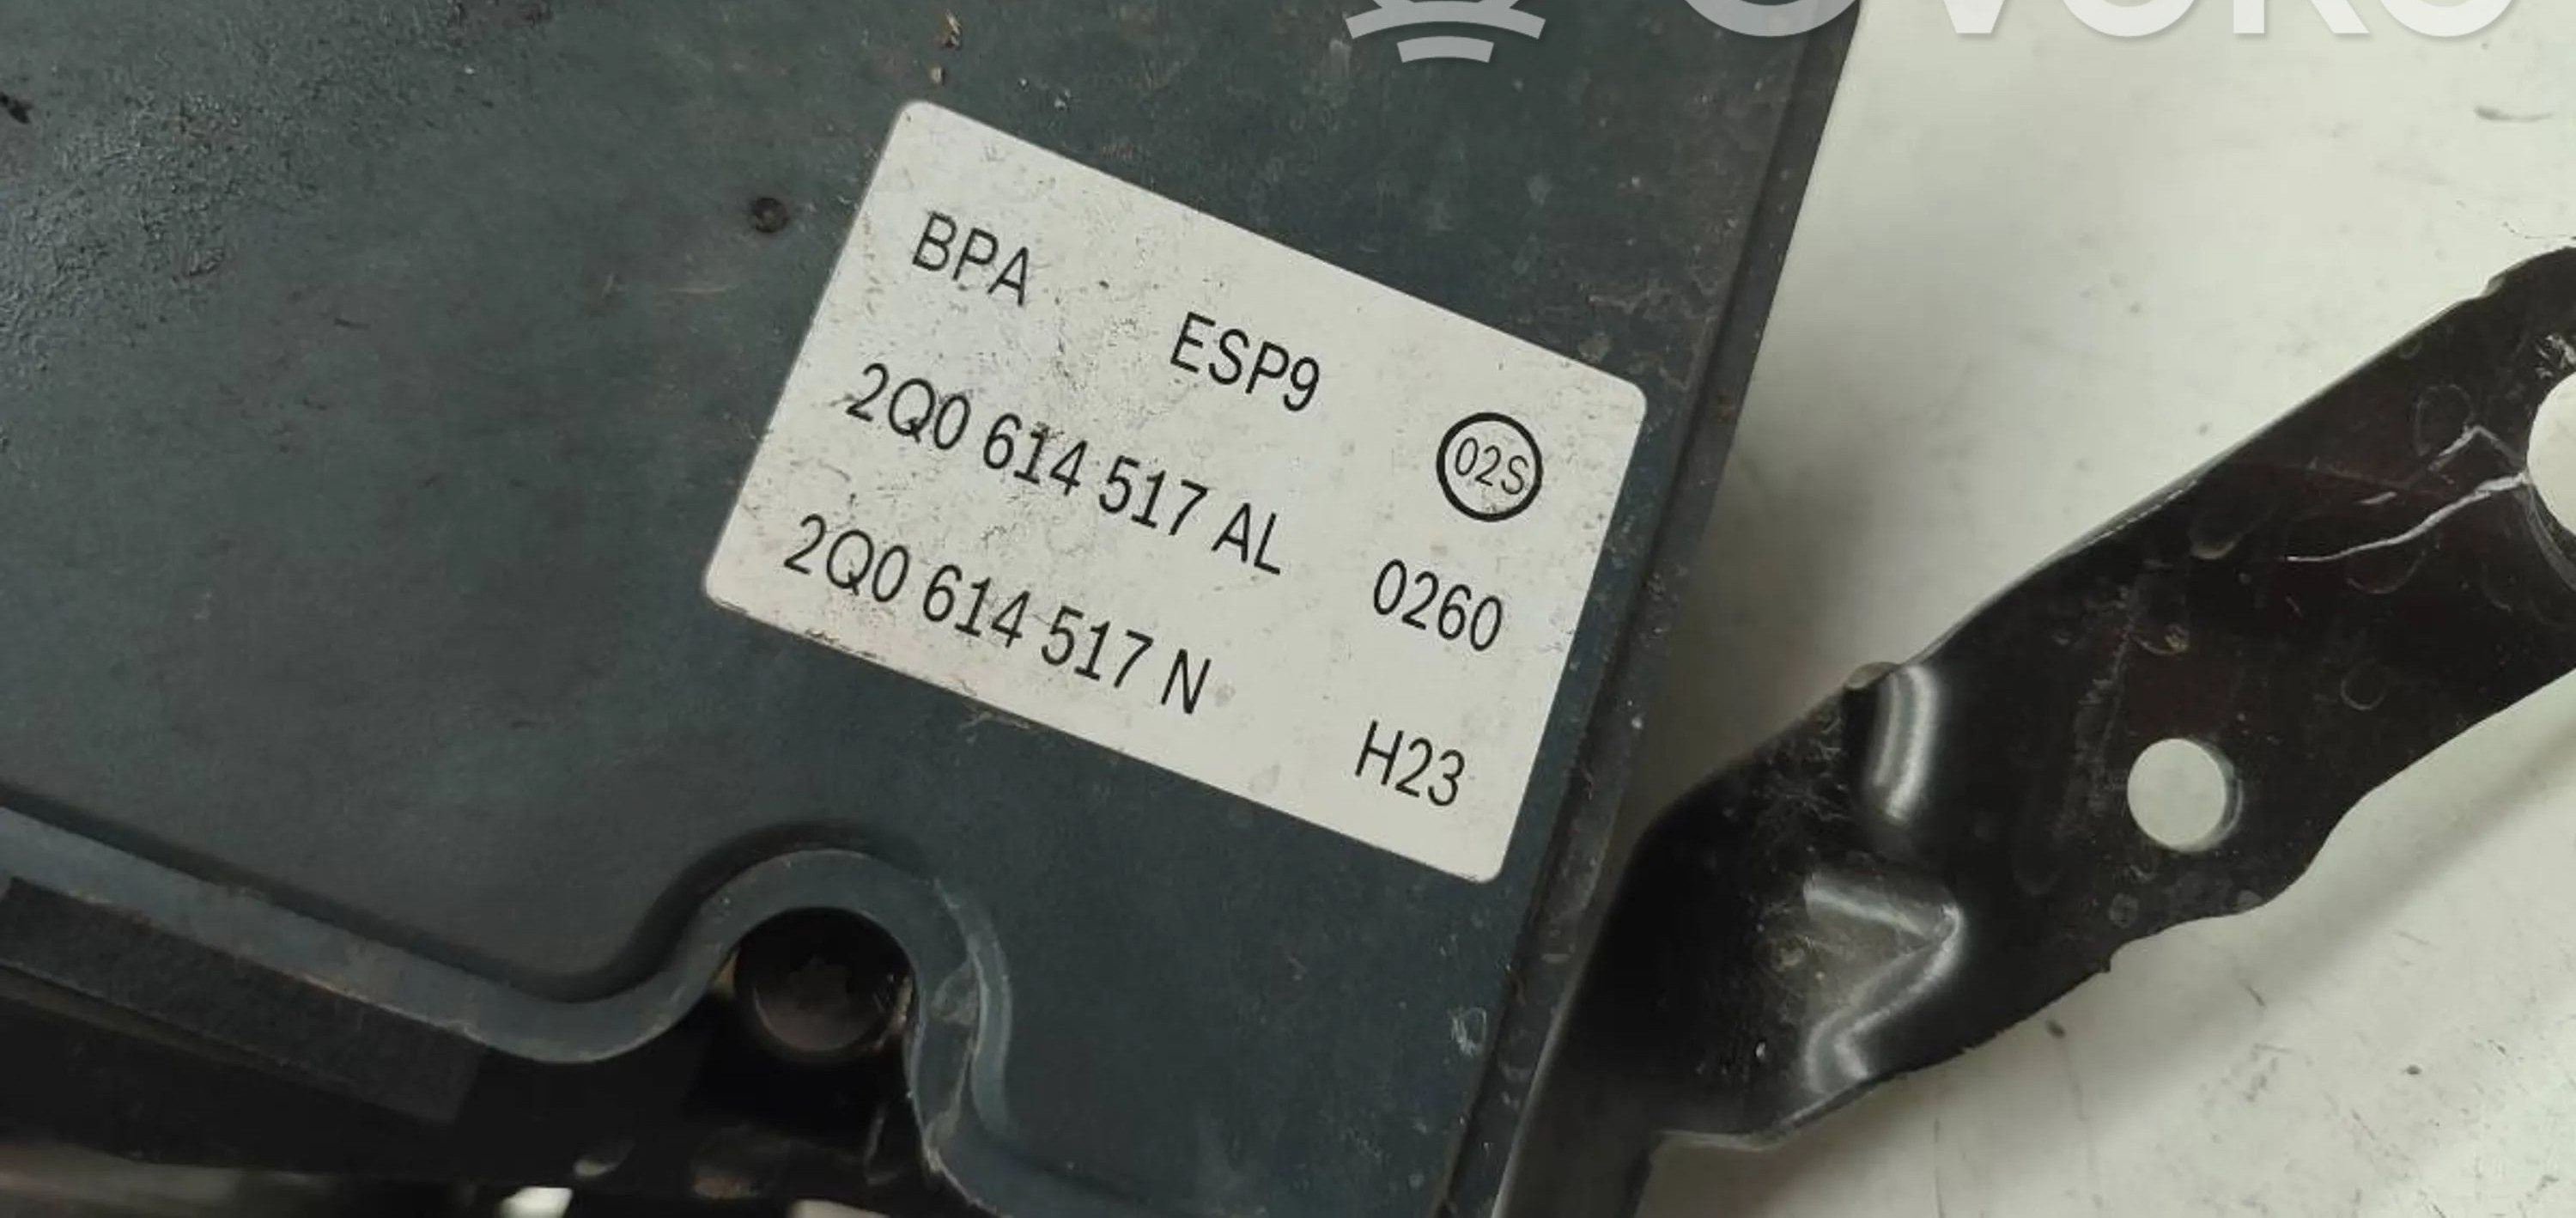 BPA ESP9 02S
2Q0 614 517 AL 0260
2Q0 614 517 N H23